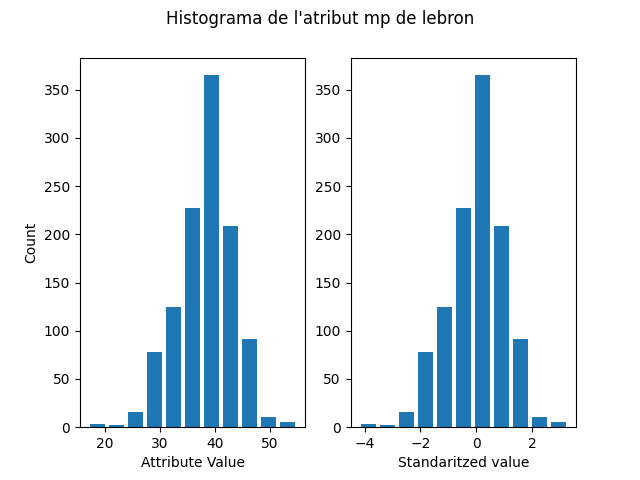 Histograma de l'atribut mp de lebron
350
300
250
200
150
100
50
0
Count
20 30 40 50
Attribute Value
350
300
250
200
150
100
50
0
−4 −2 0 2
Standaritzed value